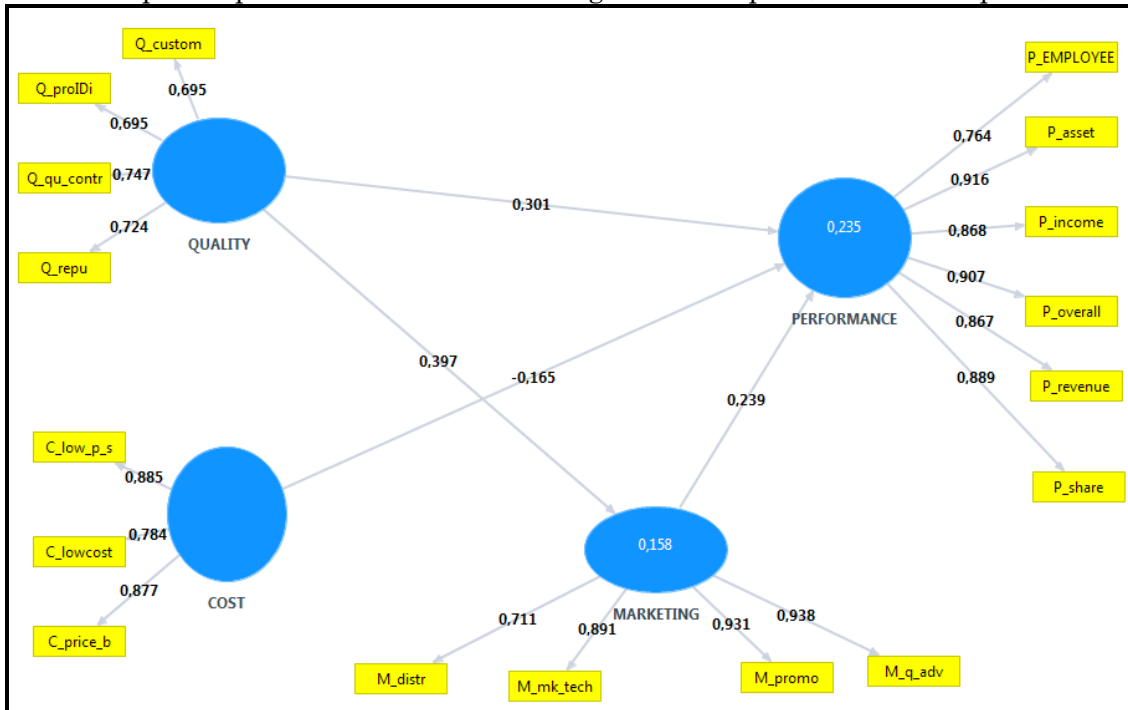 Q_custom
Q_proIDi
0,695
0,695
Q_qu_contr
0,747
0,724
Q_repu
QUALITY
0,301
0,397
-0,165
0,239
P_EMPLOYEE
0,764
P_asset
0,916
0,235
P_income
0,868
0,907
P_overall
PERFORMANCE
0,867
P_revenue
0,889
P_share
C_low_p_s
0,885
0,784
C_lowcost
0,877
COST
C_price_b
0,158
MARKETING
0,711
0,891
0,931
0,938
M_distr
M_mk_tech
M_promo
M_q_adv